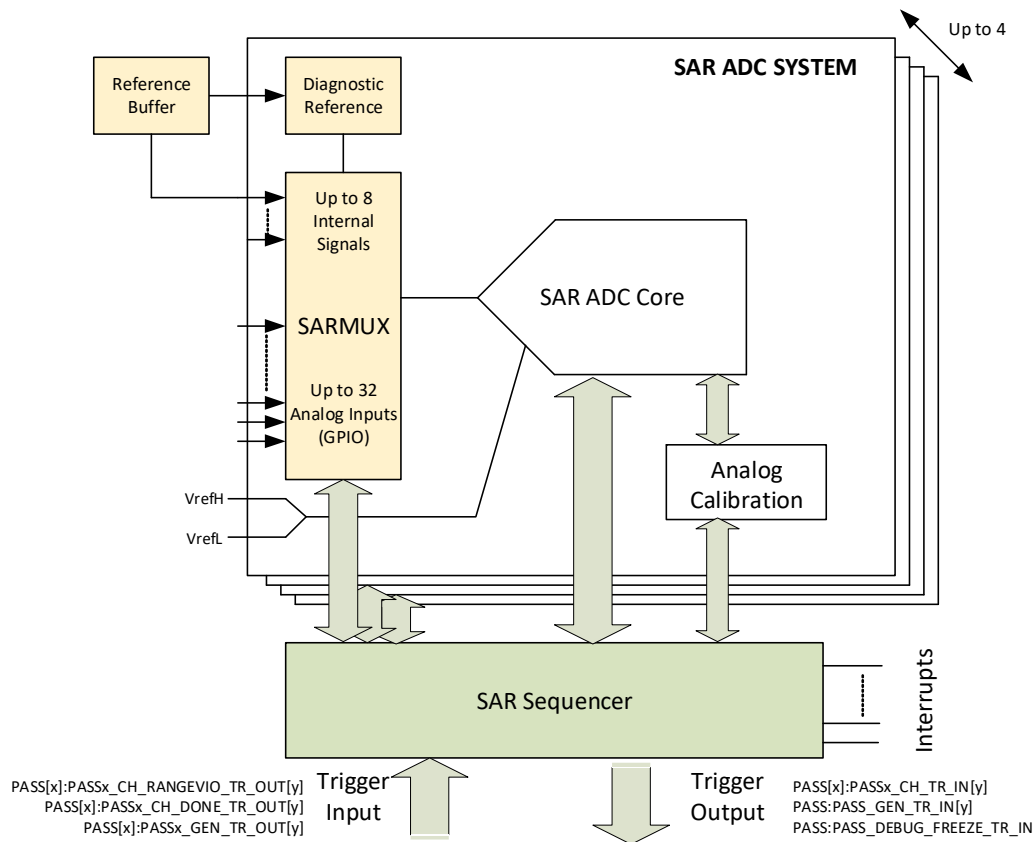 Up to 4
SAR ADC SYSTEM
Reference
Buffer
Diagnostic
Reference
Up to 8
Internal
Signals
SARMUX
Up to 32
Analog Inputs
(GPIO)
SAR ADC Core
Analog
Calibration
VrefH
VrefL
SAR Sequencer
Interrupts
PASS[x]:PASSx_CH_RANGEVIO_TR_OUT[y]
PASS[x]:PASSx_CH_DONE_TR_OUT[y]
PASS[x]:PASSx_GEN_TR_OUT[y]
Trigger
Input
Trigger
Output
PASS[x]:PASSx_CH_TR_IN[y]
PASS:PASS_GEN_TR_IN[y]
PASS:PASS_DEBUG_FREEZE_TR_IN